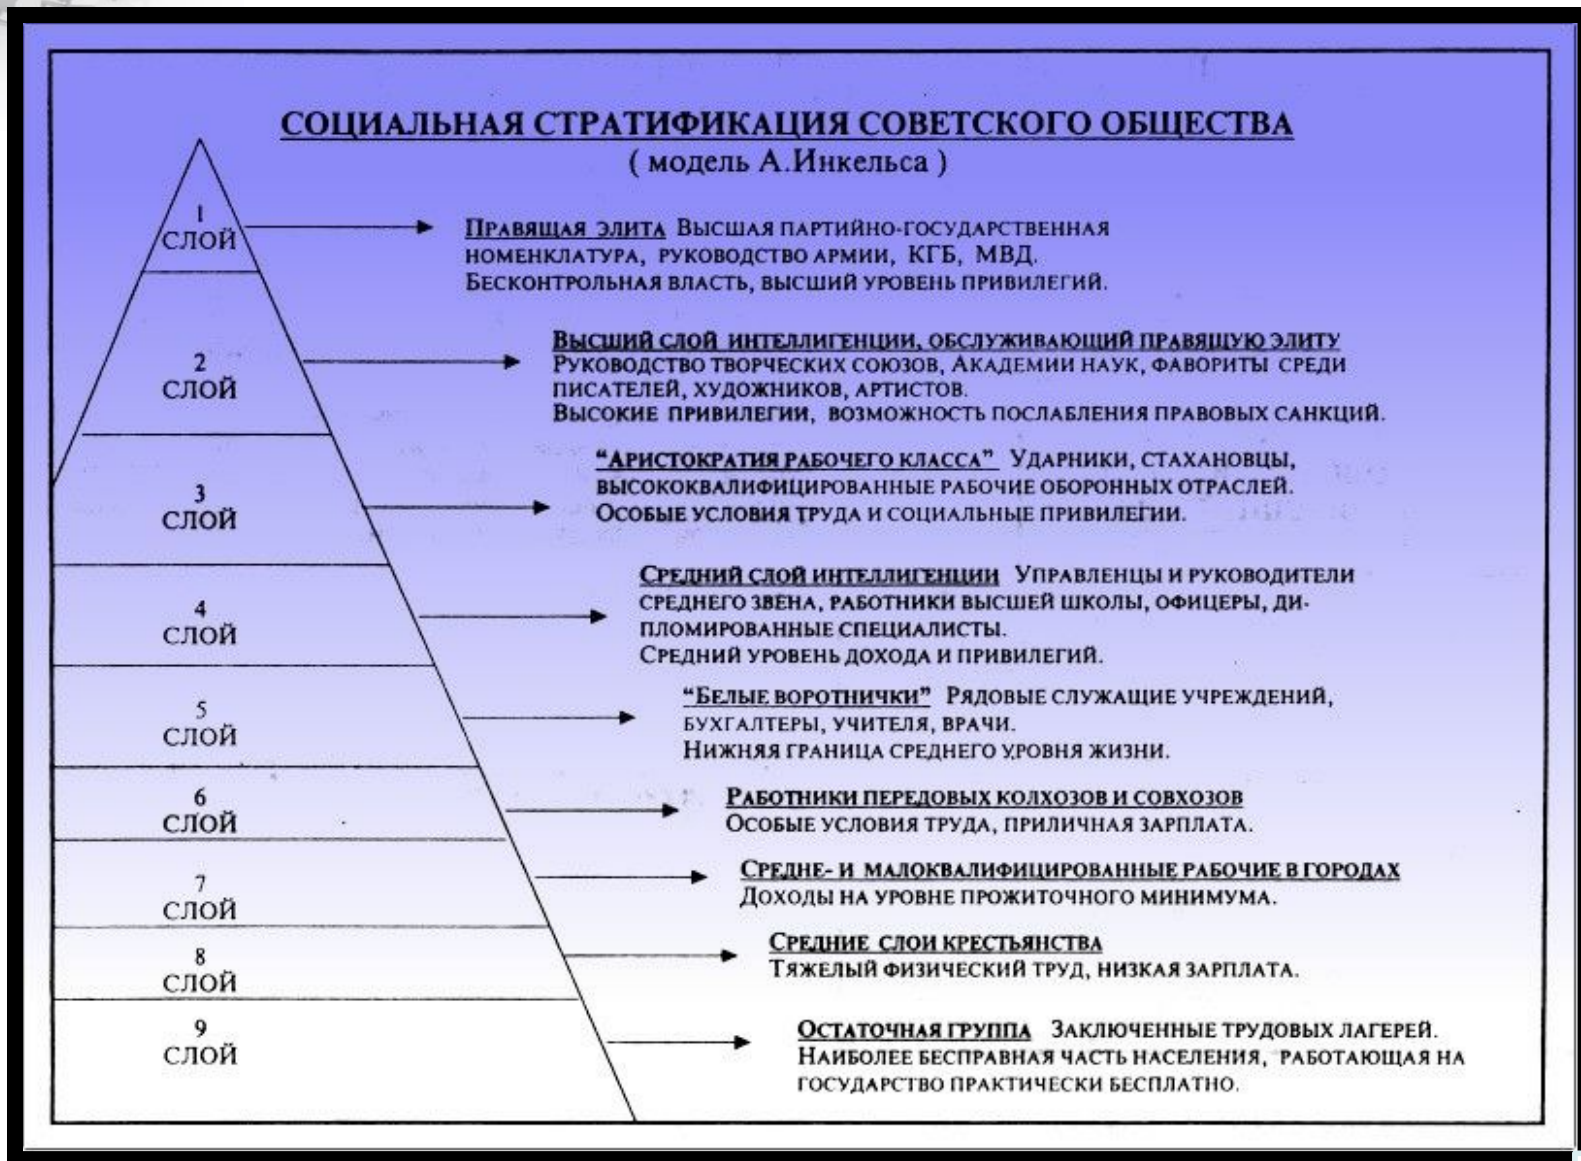 СОЦИАЛЬНАЯ СТРАТИФИКАЦИЯ СОВЕТСКОГО ОБЩЕСТВА
( модель А.Инкельса )
1
СЛОЙ
ПРАВЯЩАЯ ЭЛИТА ВЫСШАЯ ПАРТИЙНО-ГОСУДАРСТВЕННАЯ
НОМЕНКЛАТУРА, РУКОВОДСТВО АРМИИ, КГБ, МВД.
БЕСКОНТРОЛЬНАЯ ВЛАСТЬ, ВЫСШИЙ УРОВЕНЬ ПРИВИЛЕГИЙ.
2
СЛОЙ
ВЫСШИЙ СЛОЙ ИНТЕЛЛИГЕНЦИИ, ОБСЛУЖИВАЮЩИЙ ПРАВЯЩУЮ ЭЛИТУ
РУКОВОДСТВО ТВОРЧЕСКИХ СОЮЗОВ, АКАДЕМИИ НАУК, ФАВОРИТЫ СРЕДИ
ПИСАТЕЛЕЙ, ХУДОЖНИКОВ, АРТИСТОВ.
ВЫСОКИЕ ПРИВИЛЕГИИ, ВОЗМОЖНОСТЬ ПОСЛАБЛЕНИЯ ПРАВОВЫХ САНКЦИЙ.
3
СЛОЙ
“АРИСТОКРАТИЯ РАБОЧЕГО КЛАССА” УДАРНИКИ, СТАХАНОВЦЫ,
ВЫСОКОКВАЛИФИЦИРОВАННЫЕ РАБОЧИЕ ОБОРОННЫХ ОТРАСЛЕЙ.
ОСОБЫЕ УСЛОВИЯ ТРУДА И СОЦИАЛЬНЫЕ ПРИВИЛЕГИИ.
4
СЛОЙ
СРЕДНИЙ СЛОЙ ИНТЕЛЛИГЕНЦИИ УПРАВЛЕНЦЫ И РУКОВОДИТЕЛИ
СРЕДНЕГО ЗВЕНА, РАБОТНИКИ ВЫСШЕЙ ШКОЛЫ, ОФИЦЕРЫ, ДИ-
ПЛОМИРОВАННЫЕ СПЕЦИАЛИСТЫ.
СРЕДНИЙ УРОВЕНЬ ДОХОДА И ПРИВИЛЕГИЙ.
5
СЛОЙ
“БЕЛЫЕ ВОРОТНИЧКИ” РЯДОВЫЕ СЛУЖАЩИЕ УЧРЕЖДЕНИЙ,
БУХГАЛТЕРЫ, УЧИТЕЛЯ, ВРАЧИ.
НИЖНЯЯ ГРАНИЦА СРЕДНЕГО УРОВНЯ ЖИЗНИ.
6
СЛОЙ
РАБОТНИКИ ПЕРЕДОВЫХ КОЛХОЗОВ И СОВХОЗОВ
ОСОБЫЕ УСЛОВИЯ ТРУДА, ПРИЛИЧНАЯ ЗАРПЛАТА.
7
СЛОЙ
СРЕДНЕ- И МАЛОКВАЛИФИЦИРОВАННЫЕ РАБОЧИЕ В ГОРОДАХ
ДОХОДЫ НА УРОВНЕ ПРОЖИТОЧНОГО МИНИМУМА.
8
СЛОЙ
СРЕДНИЕ СЛОИ КРЕСТЬЯНСТВА
ТЯЖЕЛЫЙ ФИЗИЧЕСКИЙ ТРУД, НИЗКАЯ ЗАРПЛАТА.
9
СЛОЙ
ОСТАТОЧНАЯ ГРУППА ЗАКЛЮЧЕННЫЕ ТРУДОВЫХ ЛАГЕРЕЙ.
НАИБОЛЕЕ БЕСПРАВНАЯ ЧАСТЬ НАСЕЛЕНИЯ, РАБОТАЮЩАЯ НА
ГОСУДАРСТВО ПРАКТИЧЕСКИ БЕСПЛАТНО.